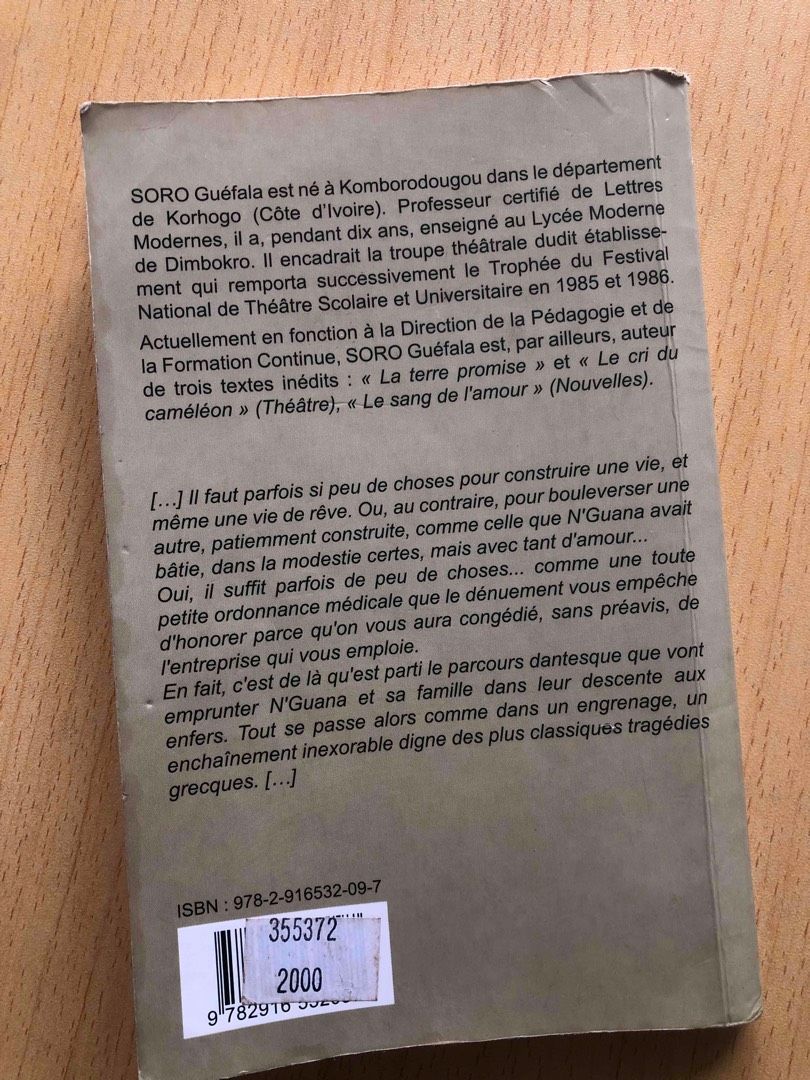 SORO Guéfala est né à Komborodougou dans le département
de Korhogo (Côte d'Ivoire). Professeur certifié de Lettres
Modernes, il a, pendant dix ans, enseigné au Lycée Moderne
de Dimbokro. Il encadrait la troupe théâtrale dudit établisse-
ment qui remporta successivement le Trophée du Festival
National de Théâtre Scolaire et Universitaire en 1985 et 1986.
Actuellement en fonction à la Direction de la Pédagogie et de
la Formation Continue, SORO Guéfala est, par ailleurs, auteur
de trois textes inédits : « La terre promise » et « Le cri du
caméléon » (Théâtre), « Le sang de l'amour » (Nouvelles).
[...] Il faut parfois si peu de choses pour construire une vie, et
même une vie de rêve. Ou, au contraire, pour bouleverser une
autre, patiemment construite, comme celle que N'Guana avait
bâtie, dans la modestie certes, mais avec tant d'amour...
Oui, il suffit parfois de peu de choses... comme une toute
petite ordonnance médicale que le dénuement vous empêche
d'honorer parce qu'on vous aura congédié, sans préavis, de
l'entreprise qui vous emploie.
En fait, c'est de là qu'est parti le parcours dantesque que vont
emprunter N'Guana et sa famille dans leur descente aux
enfers. Tout se passe alors comme dans un engrenage, un
enchaînement inexorable digne des plus classiques tragédies
grecques. [...]
ISBN : 978-2-916532-09-7
355372
2000
9 782916